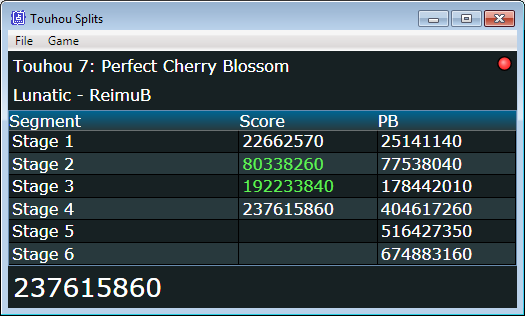 Touhou Splits
File Game
Touhou 7: Perfect Cherry Blossom
Lunatic - ReimuB
Segment Score PB
Stage 1 22662570 25141140
Stage 2 80338260 77538040
Stage 3 192233840 178442010
Stage 4 237615860 404617260
Stage 5 516427350
Stage 6 674883160
237615860